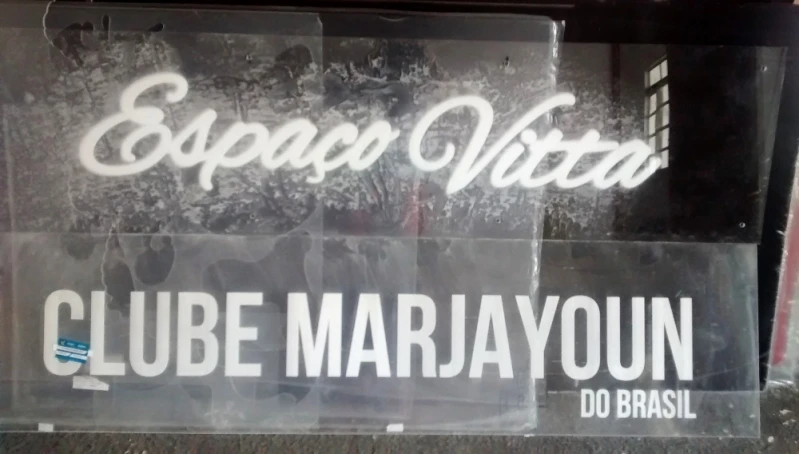 Espaço Vitta
CLUBE MARJAYOUN
DO BRASIL